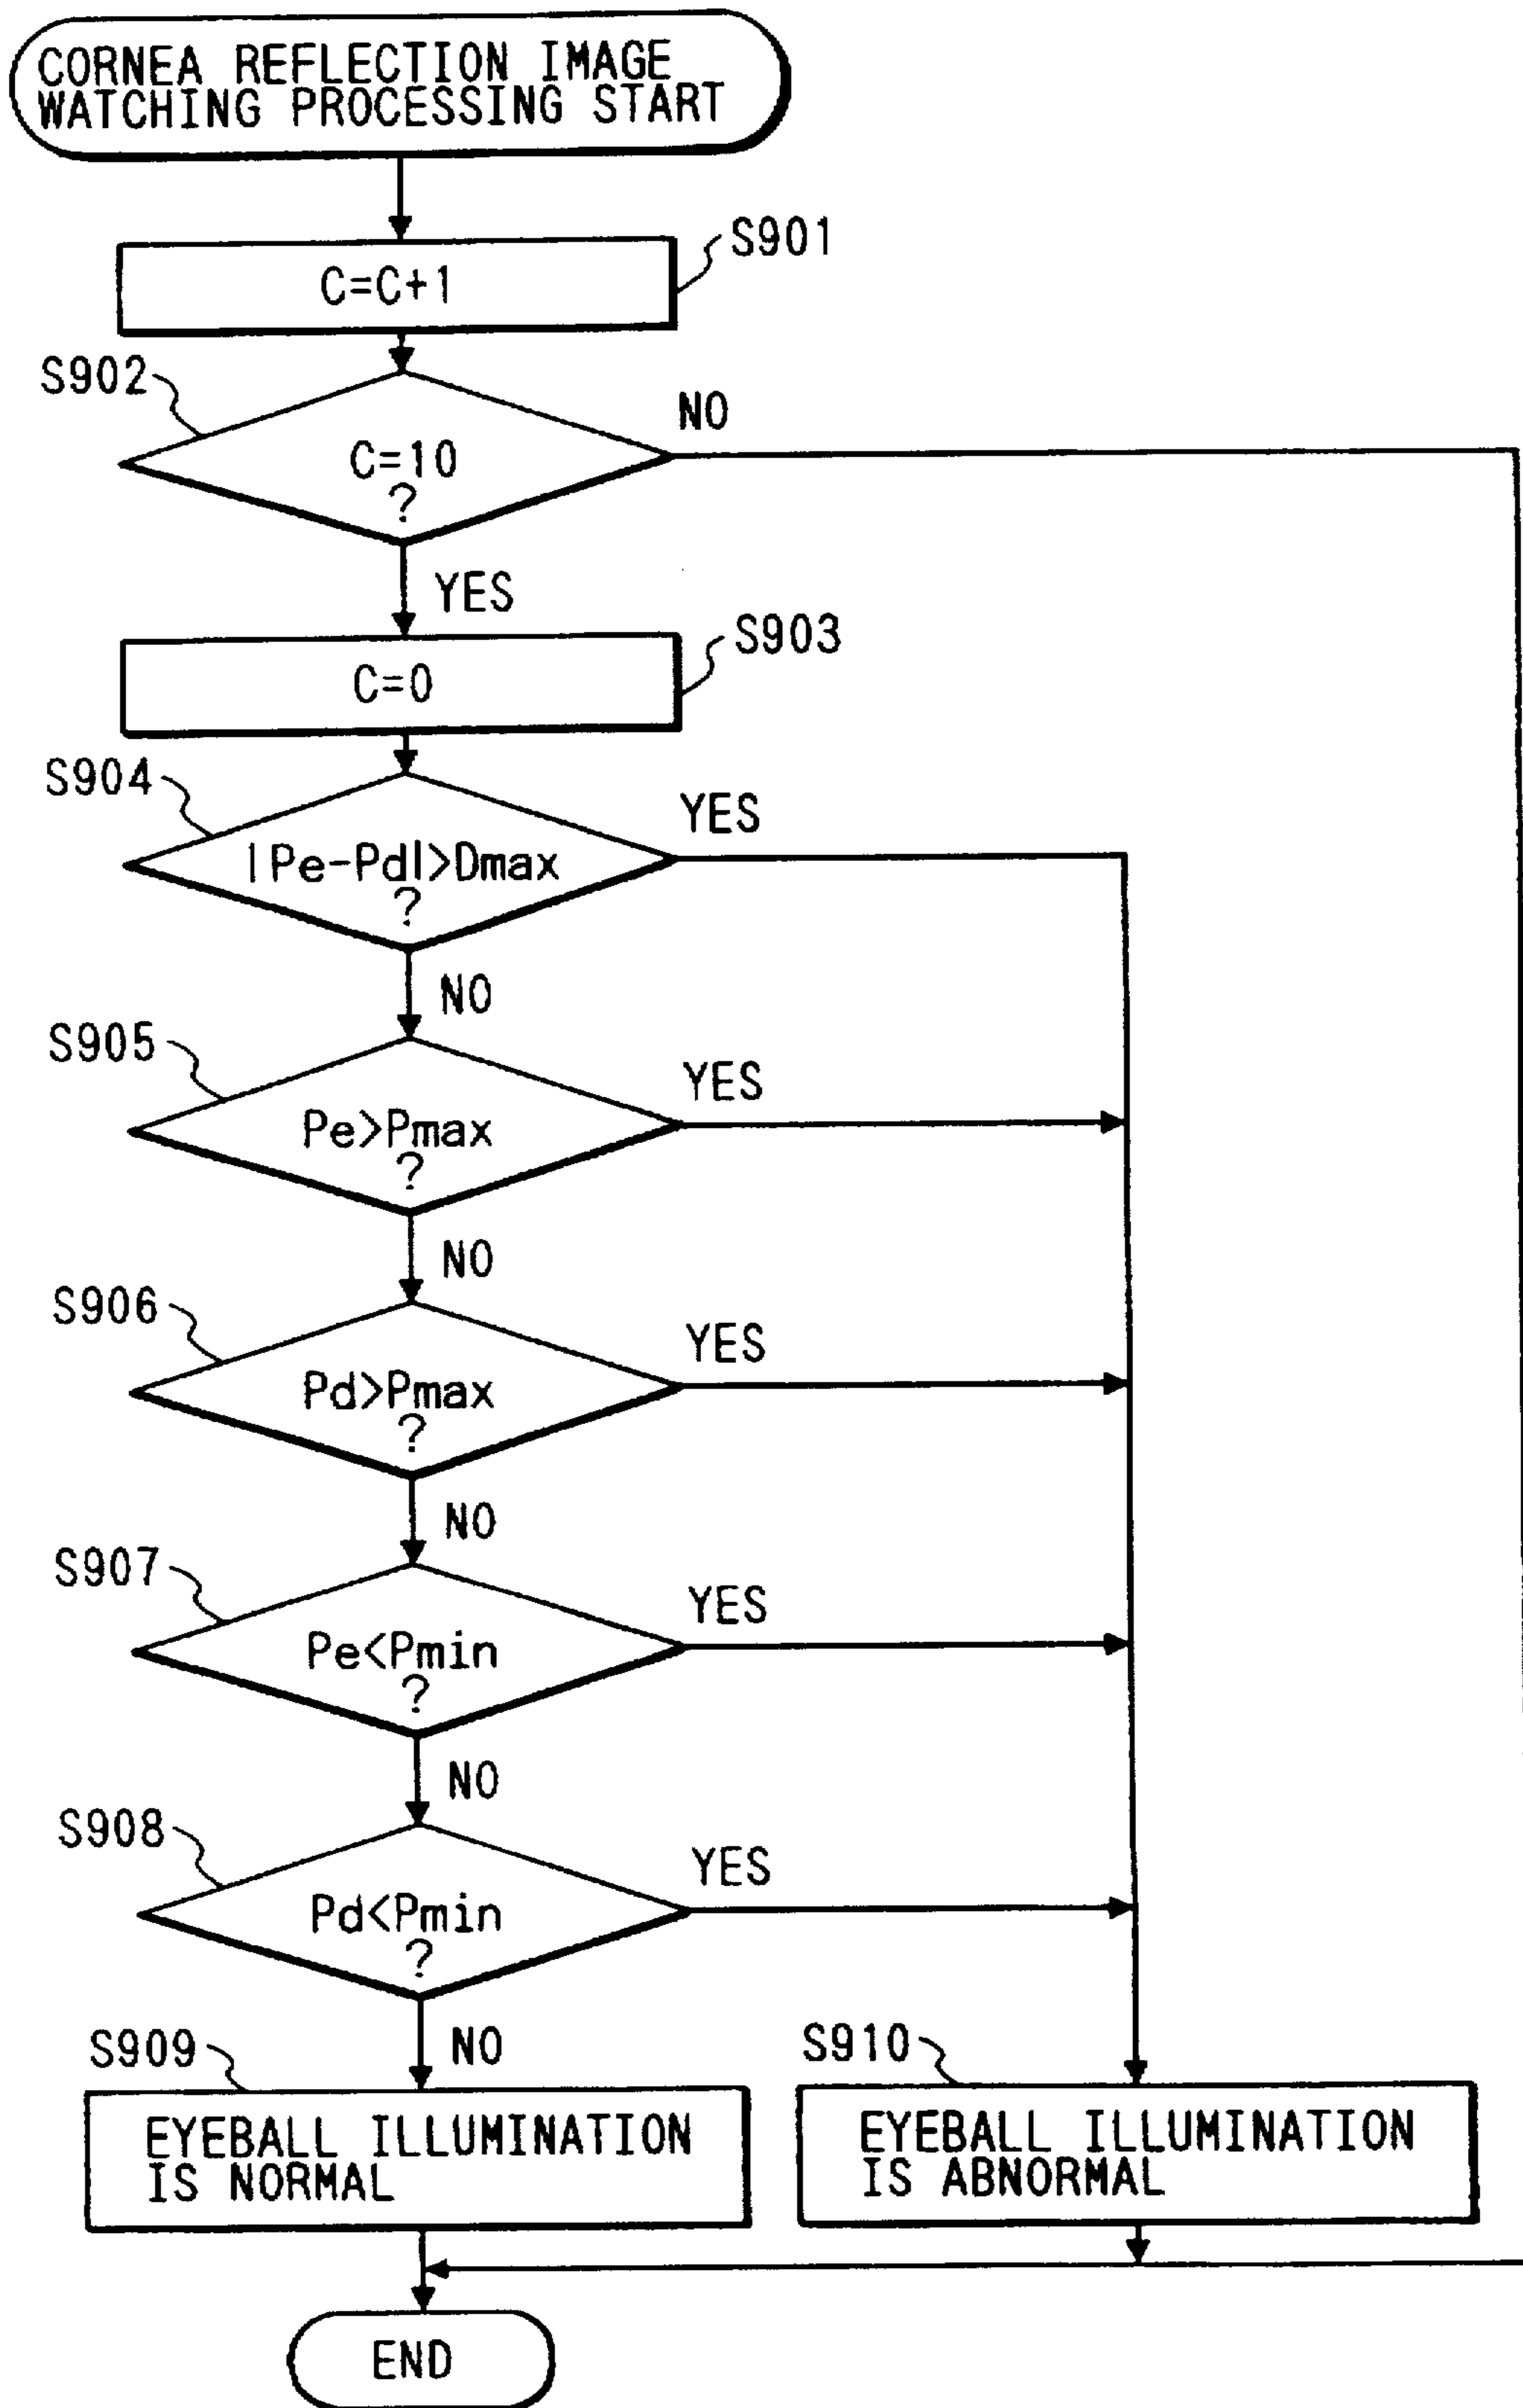 CORNEA REFLECTION IMAGE
WATCHING PROCESSING START
S901
C=C+1
S902
NO
C=10
?
YES
S903
C=0
S904
YES
|Pe-Pd|>Dmax
?
NO
S905
YES
Pe>Pmax
?
NO
S906
YES
Pd>Pmax
?
NO
S907
YES
Pe<Pmin
?
NO
S908
YES
Pd<Pmin
?
NO
S909
S910
EYEBALL ILLUMINATION
IS NORMAL
EYEBALL ILLUMINATION
IS ABNORMAL
END